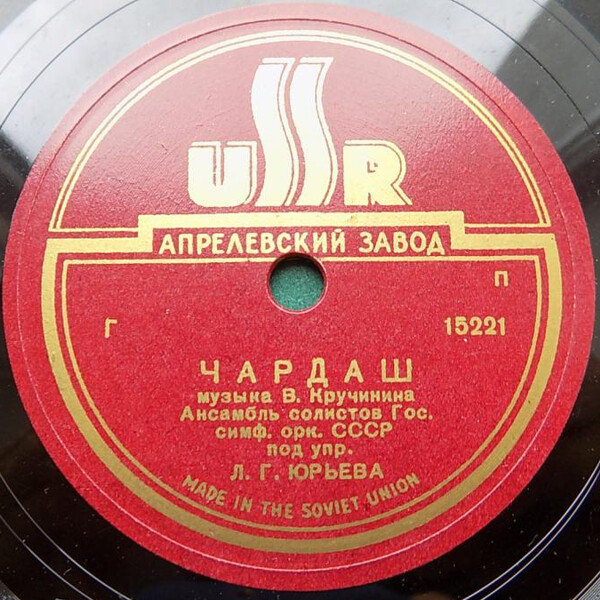 USSR
АПРЕЛЕВСКИЙ ЗАВОД
П
Г 15221
ЧАРДАШ
музыка В. Кручинина
Ансамбль солистов Гос.
симф. орк. СССР
под упр.
Л. Г. ЮРЬЕВА
MADE IN THE SOVIET UNION